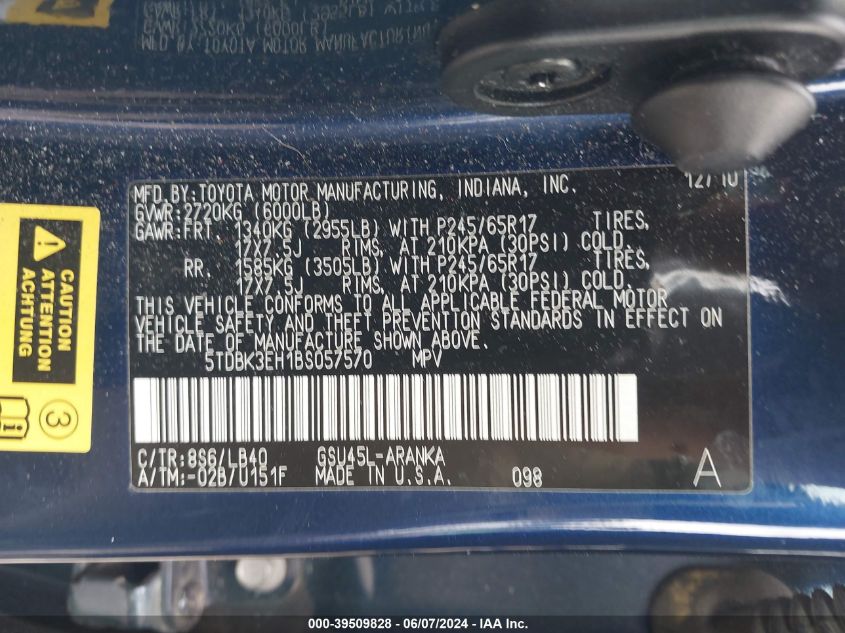 MFD BY:TOYOTA MOTOR MANUFACTURING, INDIANA, INC. 12/10
GVWR:2720KG (6000LB)
GAWR:FRT. 1340KG (2955LB) WITH P245/65R17 TIRES,
17X7.5J RIMS, AT 210KPA (30PSI) COLD.
RR. 1585KG (3505LB) WITH P245/65R17 TIRES,
17X7.5J RIMS, AT 210KPA (30PSI) COLD.
THIS VEHICLE CONFORMS TO ALL APPLICABLE FEDERAL MOTOR
VEHICLE SAFETY AND THEFT PREVENTION STANDARDS IN EFFECT ON
THE DATE OF MANUFACTURE SHOWN ABOVE.
5TDBK3EH1BS057570 MPV
C/TR:8S6/LB40 GSU45L-ARANKA
A/TM:-02B/U151F MADE IN U.S.A. 098 A
CAUTION
ACHTUNG
3
000-39509828 - 06/07/2024 - IAA Inc.